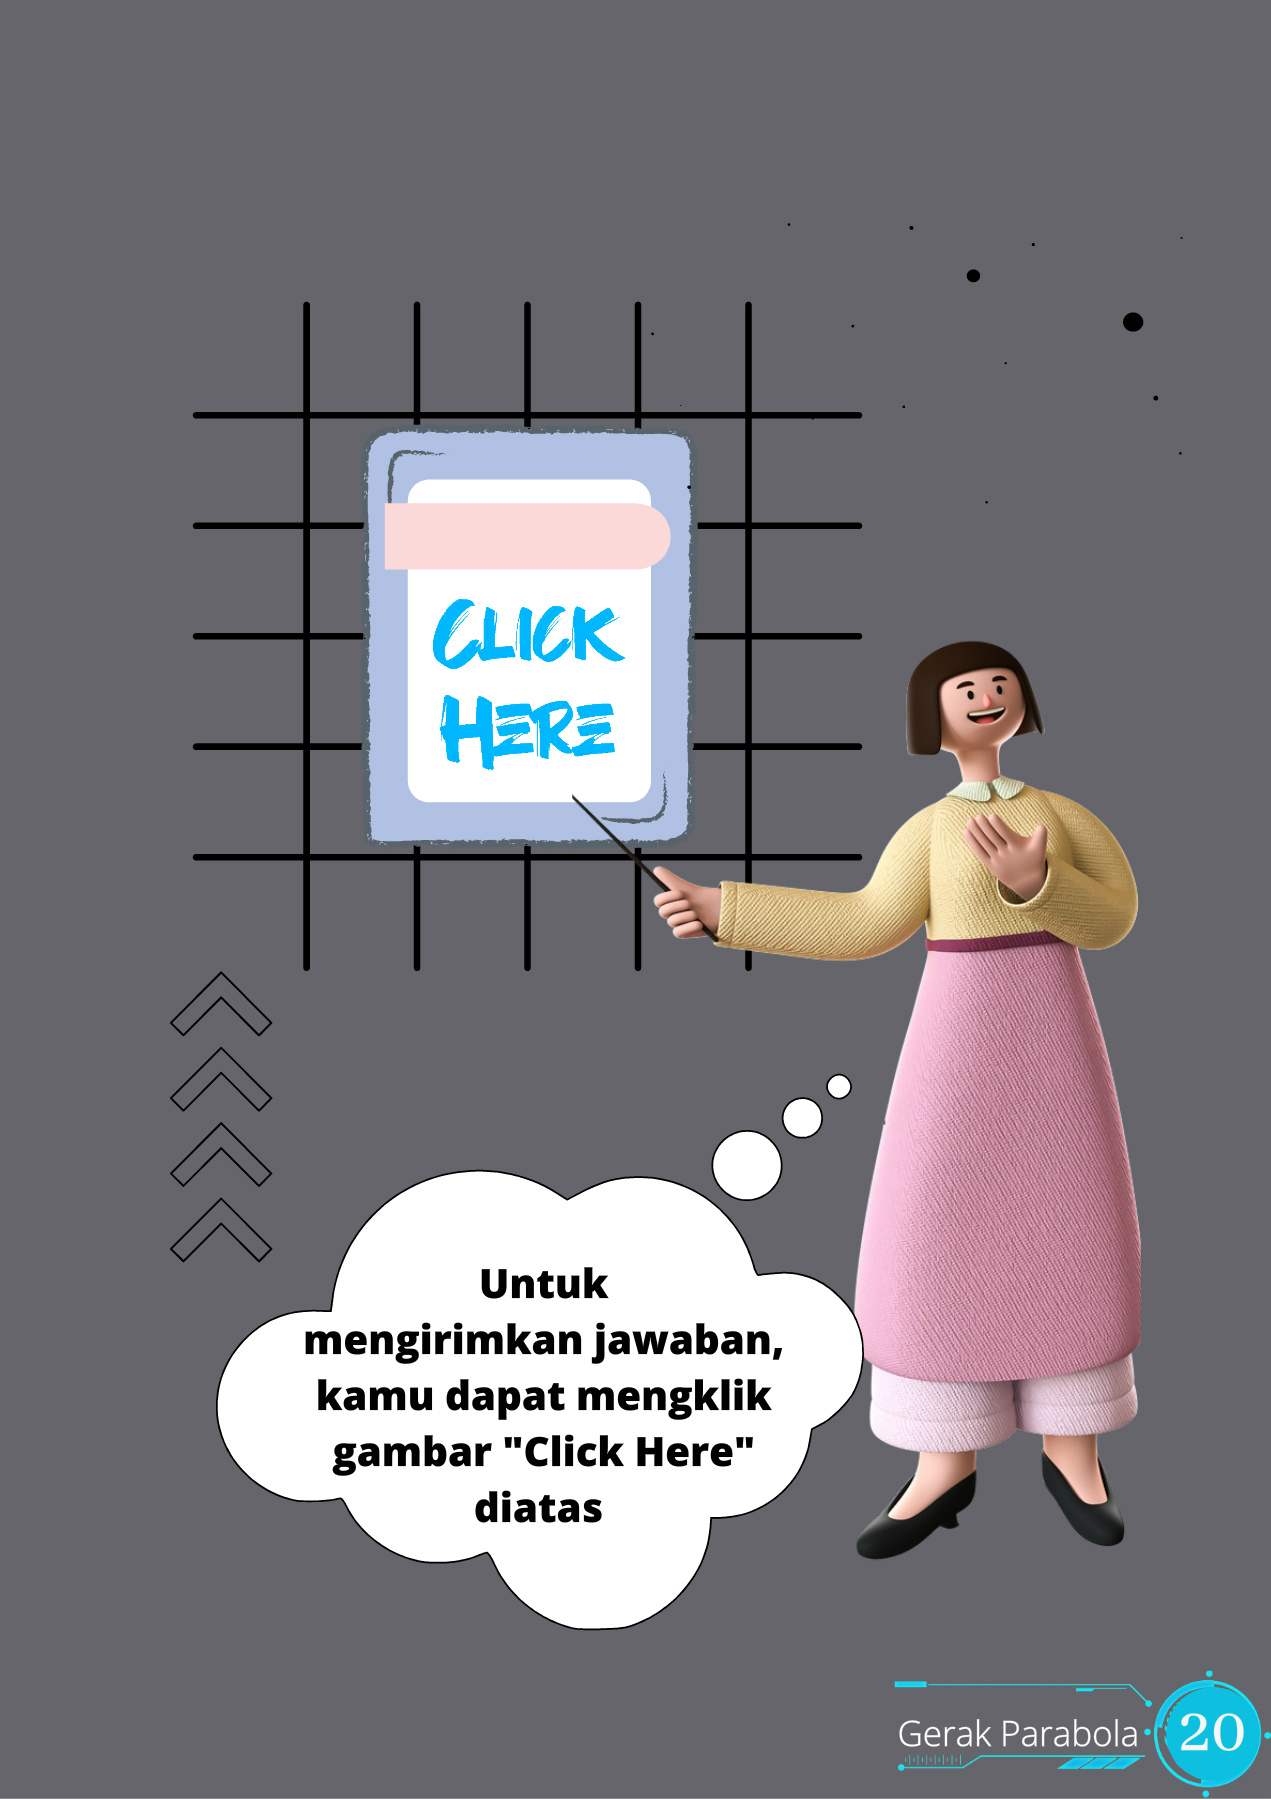 CLICK
HERE
Untuk
mengirimkan jawaban,
kamu dapat mengklik
gambar "Click Here"
diatas
Gerak Parabola
20